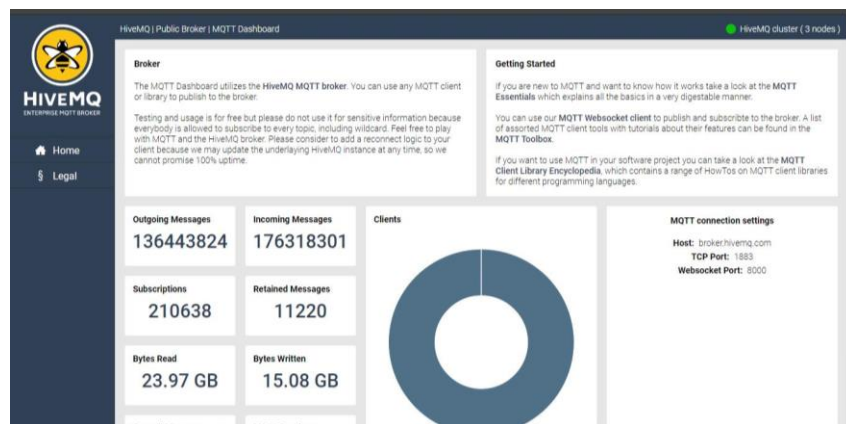 HiveMQ | Public Broker | MQTT Dashboard
HiveMQ cluster ( 3 nodes )
HIVEMQ
ENTERPRISE MQTT BROKER
Home
§ Legal
Broker
The MQTT Dashboard utilizes the HiveMQ MQTT broker. You can use any MQTT client
or library to publish to the broker.
Testing and usage is for free but please do not use it for sensitive information because
everybody is allowed to subscribe to every topic, including wildcard. Feel free to play
with MQTT and the HiveMQ broker. Please consider to add a reconnect logic to your
client because we may update the underlaying HiveMQ instance at any time, so we
cannot promise 100% uptime.
Getting Started
If you are new to MQTT and want to know how it works take a look at the MQTT
Essentials which explains all the basics in a very digestable manner.
You can use our MQTT Websocket client to publish and subscribte to the broker. A list
of assorted MQTT client tools with tutorials about their features can be found in the
MQTT Toolbox.
If you want to use MQTT in your software project you can take a look at the MQTT
Client Library Encyclopedia, which contains a range of HowTos on MQTT client libraries
for different programming languages.
Outgoing Messages
136443824
Incoming Messages
176318301
Subscriptions
210638
Retained Messages
11220
Bytes Read
23.97 GB
Bytes Written
15.08 GB
Clients
MQTT connection settings
Host: broker.hivemq.com
TCP Port: 1883
Websocket Port: 8000